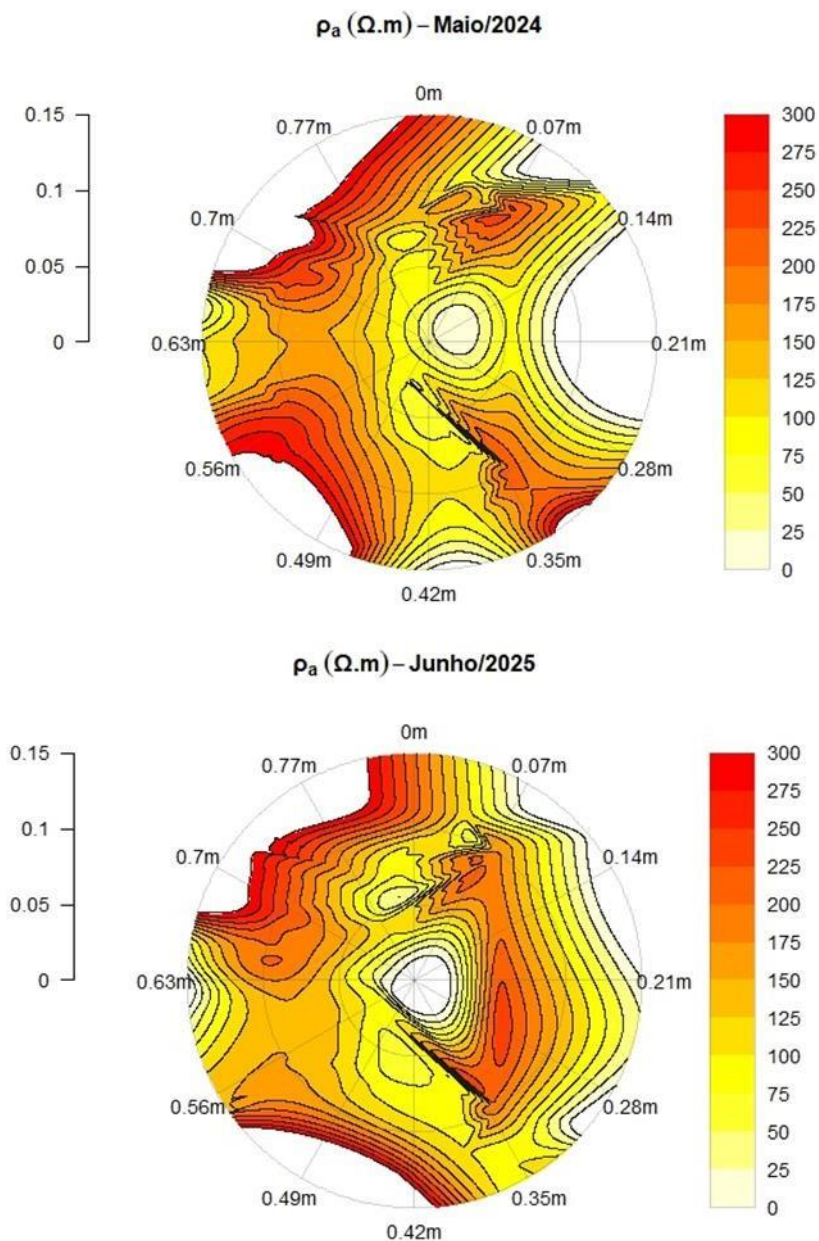 ρₐ (Ω.m) – Maio/2024
0m
0.07m
0.14m
0.21m
0.28m
0.35m
0.42m
0.49m
0.56m
0.63m
0.7m
0.77m
0.15
0.1
0.05
0
300
275
250
225
200
175
150
125
100
75
50
25
0
ρₐ (Ω.m) – Junho/2025
0m
0.07m
0.14m
0.21m
0.28m
0.35m
0.42m
0.49m
0.56m
0.63m
0.7m
0.77m
0.15
0.1
0.05
0
300
275
250
225
200
175
150
125
100
75
50
25
0